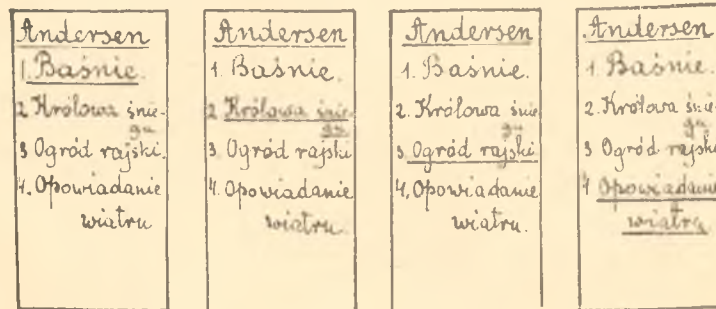 Andersen
1. Baśnie.
2 Królowa śnie-
gu
3 Ogród rajski.
4. Opowiadanie
wiatru
Andersen
1. Baśnie.
2 Królowa śnie-
gu.
3. Ogród rajski
4. Opowiadanie
wiatru.
Andersen
1. Baśnie.
2. Królowa śnie-
gu
3. Ogród rajski
4. Opowiadanie
wiatru.
Andersen
1. Baśnie.
2. Królowa śnie-
gu
3 Ogród rajski
4 Opowiadanie
wiatru